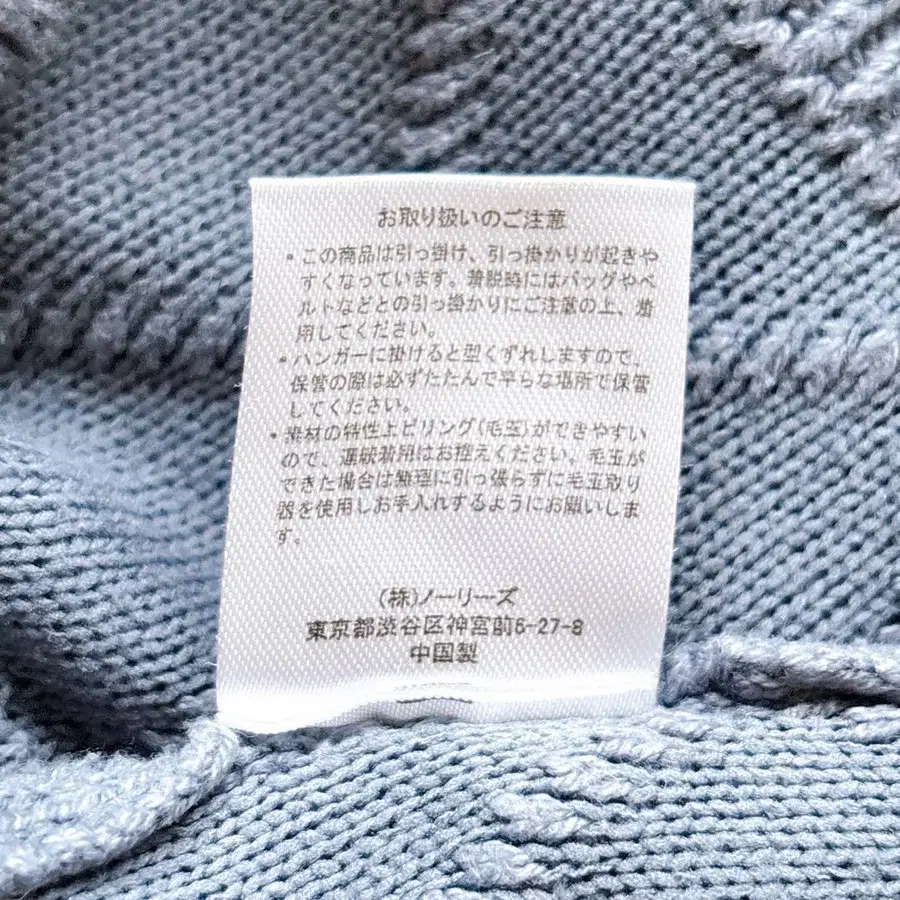 お取り扱いのご注意
・この商品は引っ掛け、引っ掛かりが起きや
すくなっています。着脱時にはバッグやベ
ルトなどとの引っ掛かりにご注意の上、着
用してください。
・ハンガーに掛けると型くずれしますので、
保管の際は必ずたたんで平らな場所で保管
してください。
・素材の特性上ピリング(毛玉)ができやすい
ので、連続着用はお控えください。毛玉が
できた場合は無理に引っ張らずに毛玉取り
器を使用しお手入れするようにお願いしま
す。
(株)ノーリーズ
東京都渋谷区神宮前6-27-8
中国製